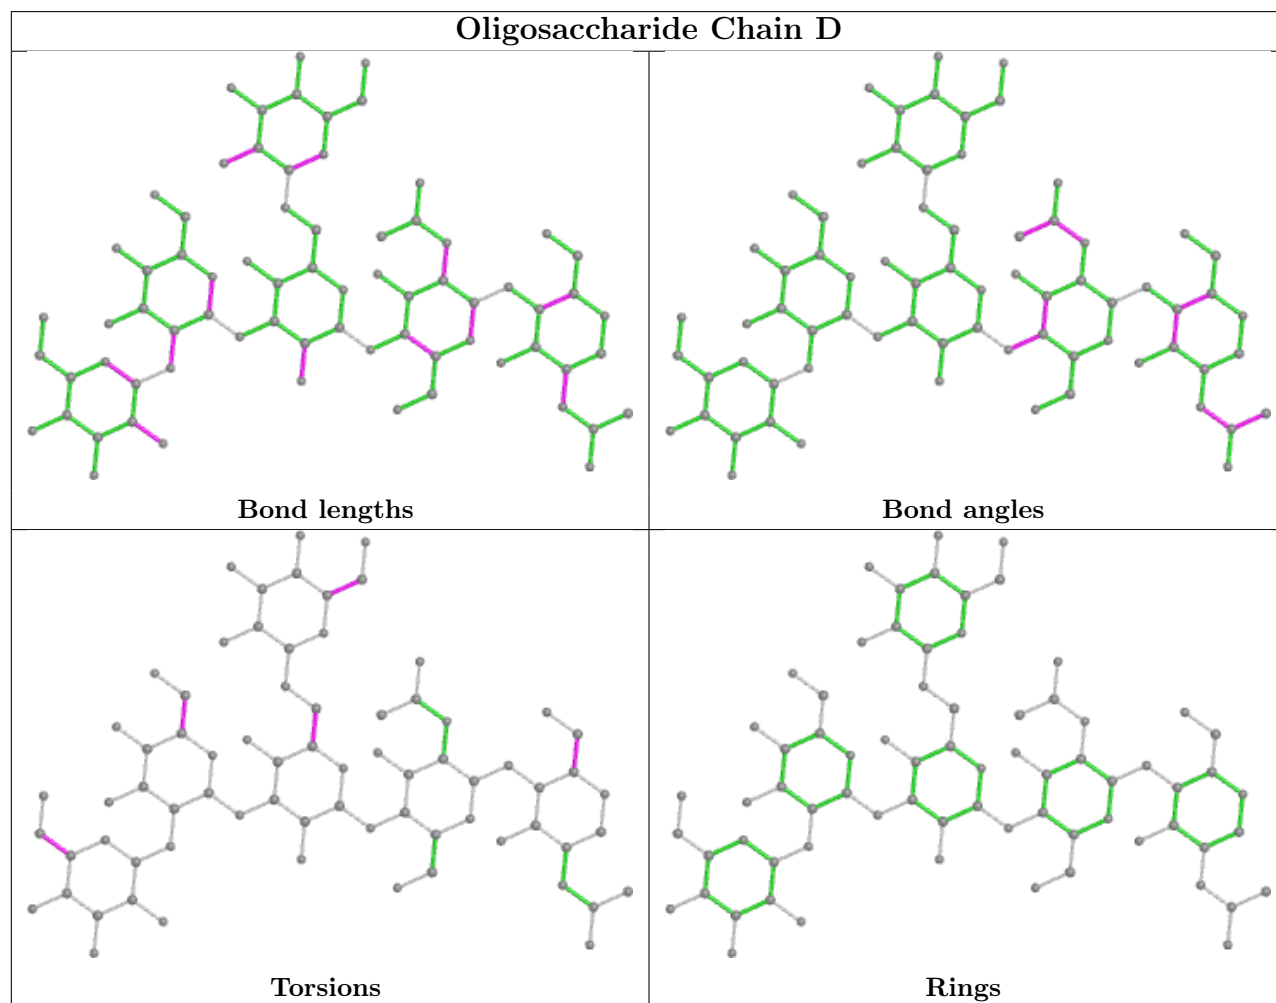 Oligosaccharide Chain D
Bond lengths
Bond angles
Torsions
Rings